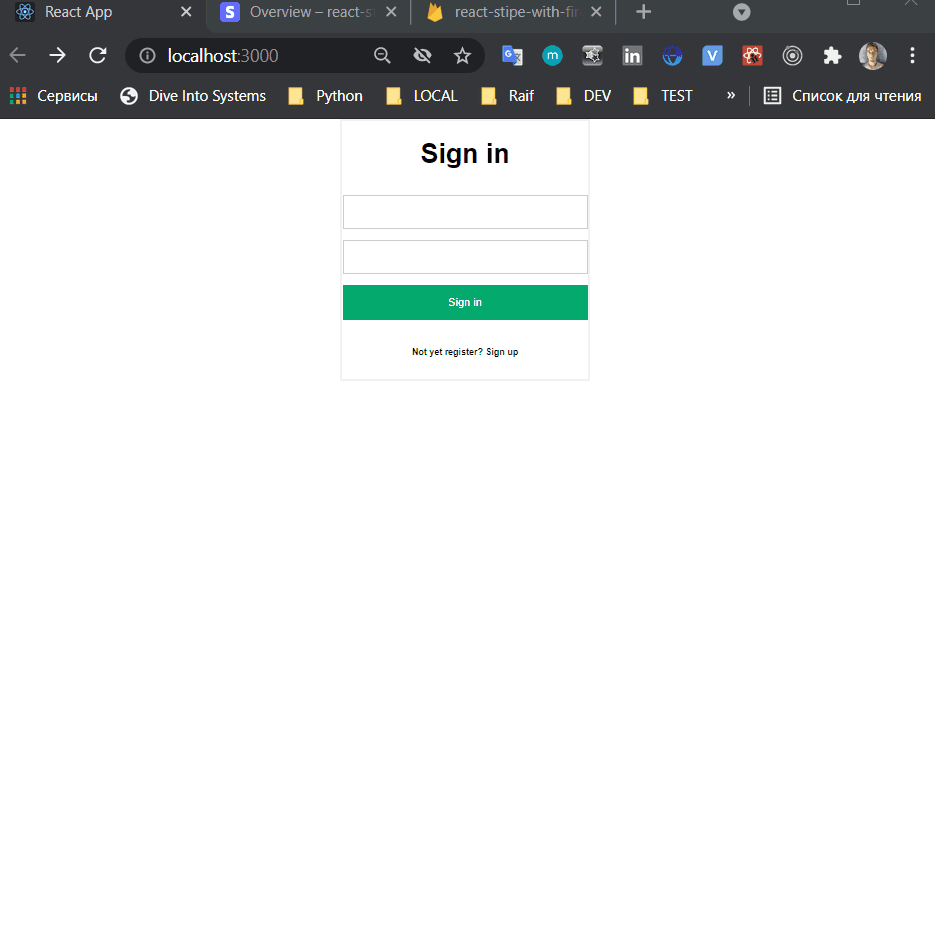 React App
Overview – react-st
react-stipe-with-fir
localhost:3000
m
in
V
Сервисы
Dive Into Systems
Python
LOCAL
Raif
DEV
TEST
»
Список для чтения
Sign in
Sign in
Not yet register? Sign up